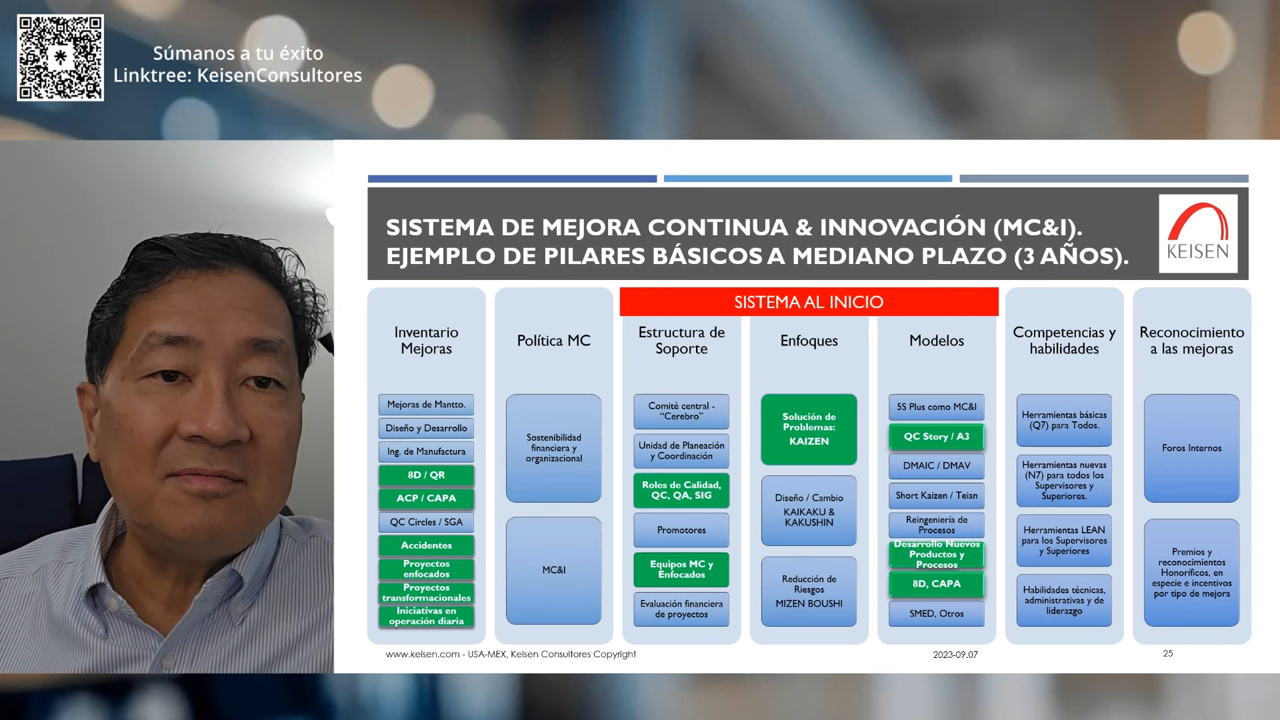 Súmanos a tu éxito
Linktree: KeisenConsultores
SISTEMA DE MEJORA CONTINUA & INNOVACIÓN (MC&I).
EJEMPLO DE PILARES BÁSICOS A MEDIANO PLAZO (3 AÑOS).
KEISEN
SISTEMA AL INICIO
Inventario
Mejoras
Mejoras de Mantto.
Diseño y Desarrollo
Ing. de Manufactura
8D / QR
ACP / CAPA
QC Circles / SGA
Accidentes
Proyectos
enfocados
Proyectos
transformacionales
Iniciativas en
operación diaria
Política MC
Sostenibilidad
financiera y
organizacional
MC&I
Estructura de
Soporte
Comité central -
“Cerebro”
Unidad de Planeación
y Coordinación
Roles de Calidad,
QC, QA, SIG
Promotores
Equipos MC y
Enfocados
Evaluación financiera
de proyectos
Enfoques
Solución de
Problemas:
KAIZEN
Diseño / Cambio
KAIKAKU &
KAKUSHIN
Reducción de
Riesgos
MIZEN BOUSHI
Modelos
5S Plus como MC&I
QC Story / A3
DMAIC / DMAV
Short Kaizen / Teian
Reingeniería de
Procesos
Desarrollo Nuevos
Productos y
Procesos
8D, CAPA
SMED, Otros
Competencias y
habilidades
Herramientas básicas
(Q7) para Todos.
Herramientas nuevas
(N7) para todos los
Supervisores y
Superiores.
Herramientas LEAN
para los Supervisores
y Superiores
Habilidades técnicas,
administrativas y de
liderazgo
Reconocimiento
a las mejoras
Foros Internos
Premios y
reconocimientos
Honoríficos, en
especie e incentivos
por tipo de mejora
www.keisen.com - USA-MEX, Keisen Consultores Copyright
2023-09.07
25